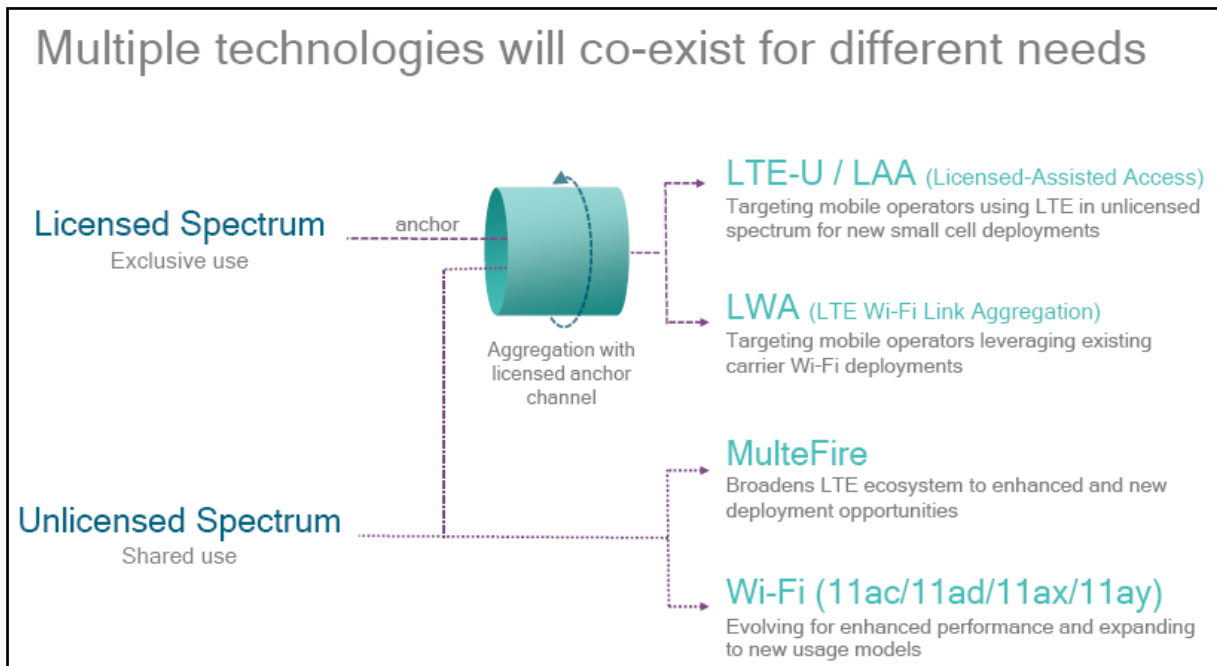 Multiple technologies will co-exist for different needs
Licensed Spectrum
Exclusive use
anchor
Aggregation with
licensed anchor
channel
LTE-U / LAA (Licensed-Assisted Access)
Targeting mobile operators using LTE in unlicensed
spectrum for new small cell deployments
LWA (LTE Wi-Fi Link Aggregation)
Targeting mobile operators leveraging existing
carrier Wi-Fi deployments
Unlicensed Spectrum
Shared use
MulteFire
Broadens LTE ecosystem to enhanced and new
deployment opportunities
Wi-Fi (11ac/11ad/11ax/11ay)
Evolving for enhanced performance and expanding
to new usage models